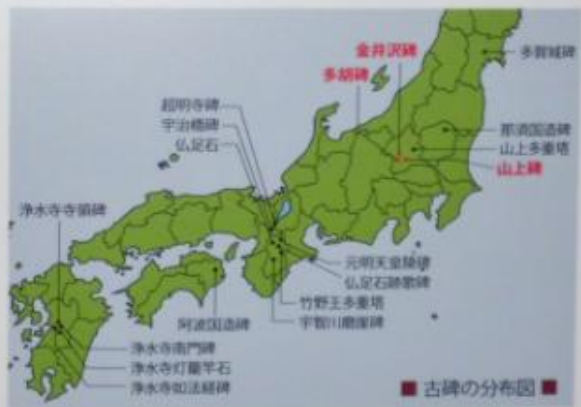 金井沢碑
多胡碑
多賀城碑
超明寺碑
宇治橋碑
仏足石
那須国造碑
山上多重塔
山上碑
浄水寺寺領碑
元明天皇陵碑
仏足石跡歌碑
竹野王多重塔
宇智川磨崖碑
阿波国造碑
浄水寺南門碑
浄水寺灯籠竿石
浄水寺如法経碑
■ 古碑の分布図 ■